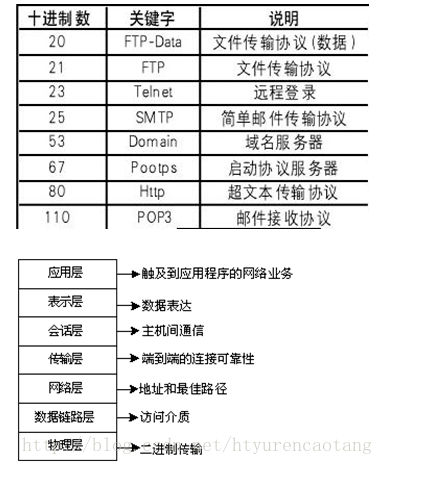 十进制数 关键字 说明
20 FTP-Data 文件传输协议(数据)
21 FTP 文件传输协议
23 Telnet 远程登录
25 SMTP 简单邮件传输协议
53 Domain 域名服务器
67 Pootps 启动协议服务器
80 Http 超文本传输协议
110 POP3 邮件接收协议
应用层 触及到应用程序的网络业务
表示层 数据表达
会话层 主机间通信
传输层 端到端的连接可靠性
网络层 地址和最佳路径
数据链路层 访问介质
物理层 二进制传输
http://blog.csdn.net/htyurencaotang